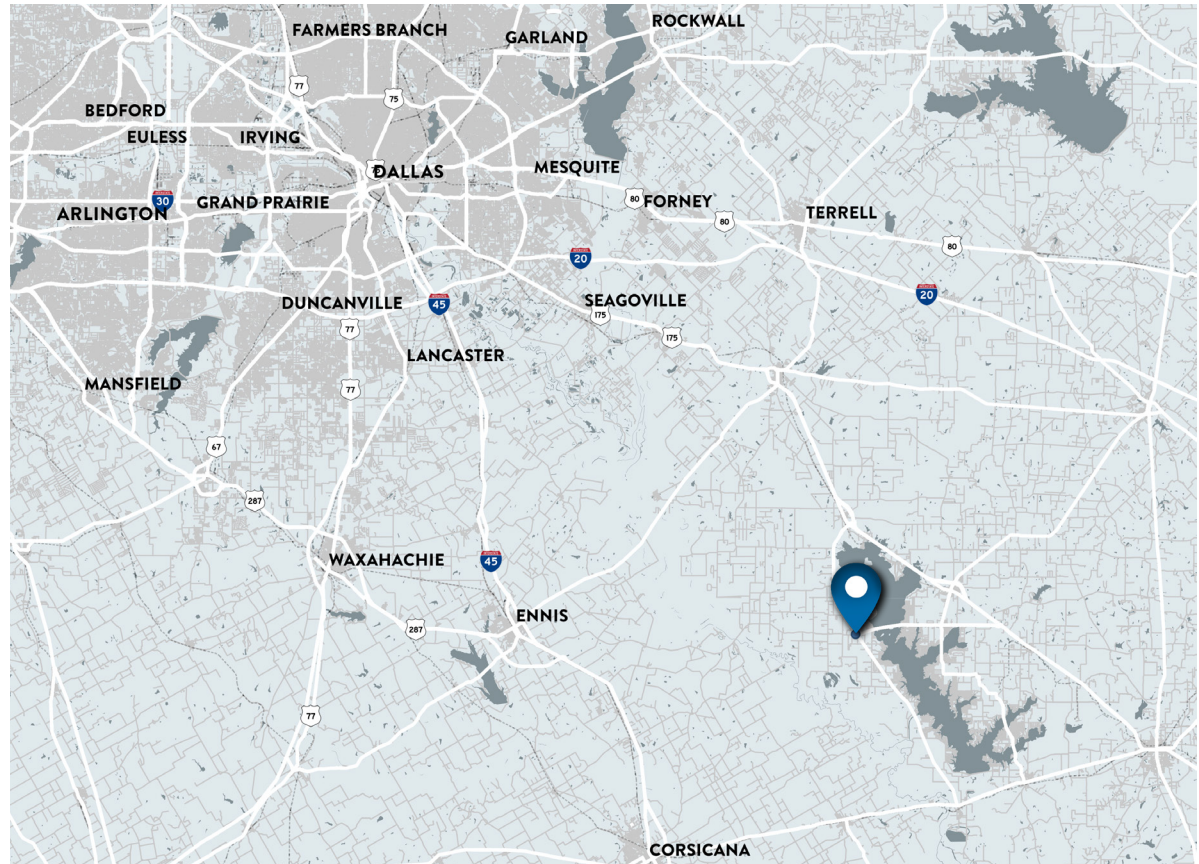 ROCKWALL
FARMERS BRANCH
GARLAND
77
75
BEDFORD
EULESS
IRVING
MESQUITE
DALLAS
30
GRAND PRAIRIE
80
FORNEY
ARLINGTON
80
TERRELL
80
20
20
DUNCANVILLE
45
SEAGOVILLE
175
77
175
LANCASTER
MANSFIELD
77
67
287
WAXAHACHIE
45
ENNIS
287
77
CORSICANA